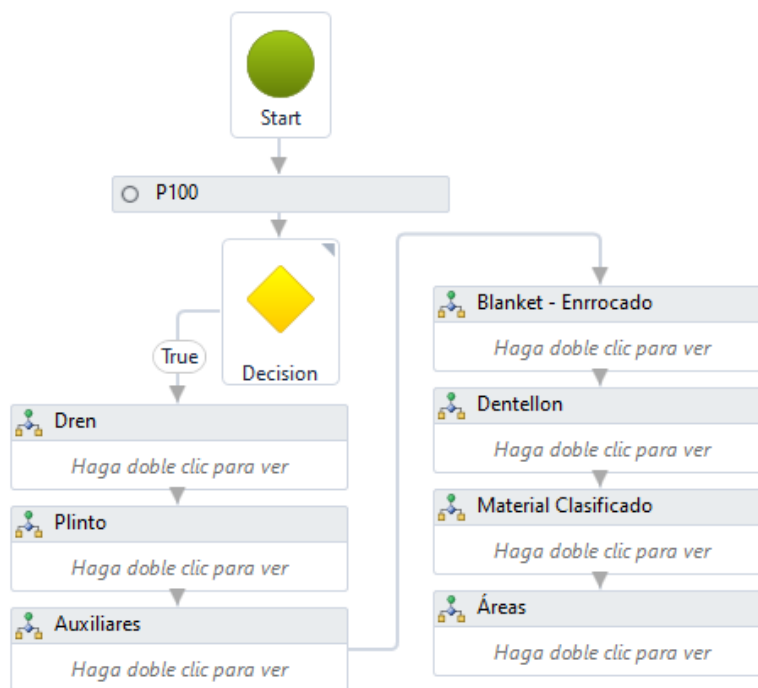 Start
P100
Decision
True
Dren
Haga doble clic para ver
Plinto
Haga doble clic para ver
Auxiliares
Haga doble clic para ver
Blanket - Enrrocado
Haga doble clic para ver
Dentellon
Haga doble clic para ver
Material Clasificado
Haga doble clic para ver
Áreas
Haga doble clic para ver